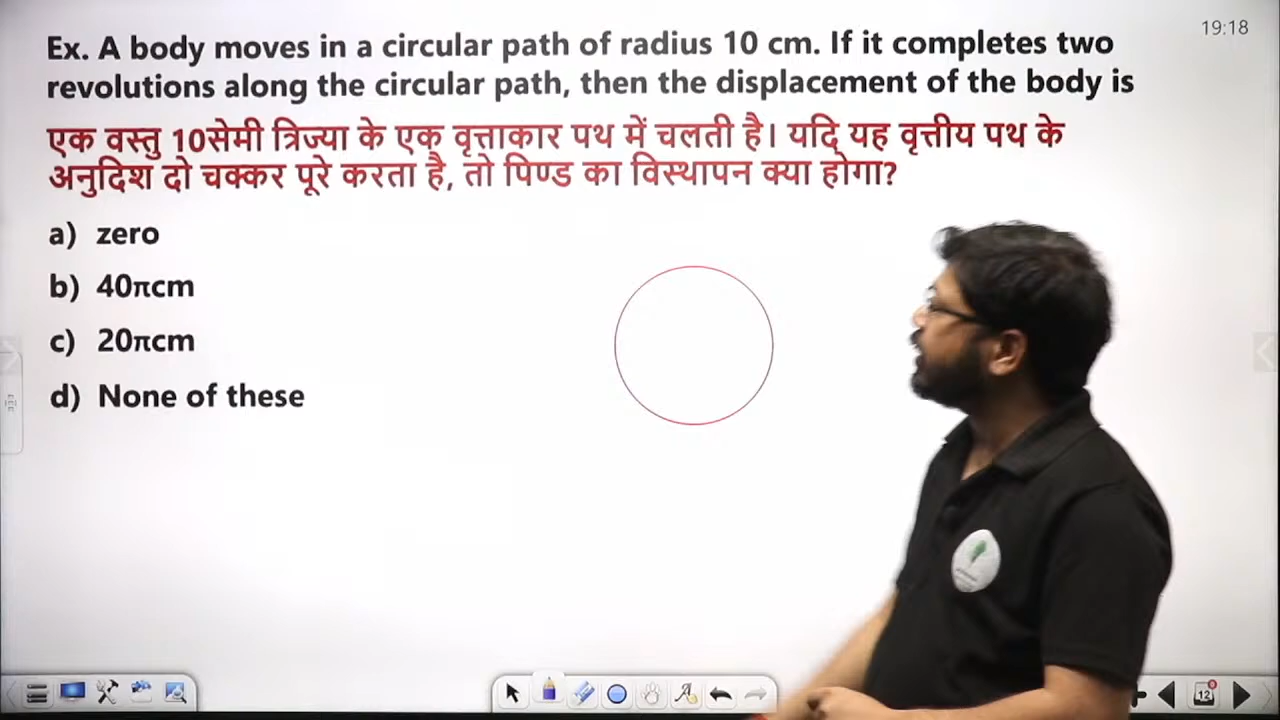 19:18
Ex. A body moves in a circular path of radius 10 cm. If it completes two
revolutions along the circular path, then the displacement of the body is
एक वस्तु 10सेमी त्रिज्या के एक वृत्ताकार पथ में चलती है। यदि यह वृत्तीय पथ के
अनुदिश दो चक्कर पूरे करता है, तो पिण्ड का विस्थापन क्या होगा?
a) zero
b) 40πcm
c) 20πcm
d) None of these
12